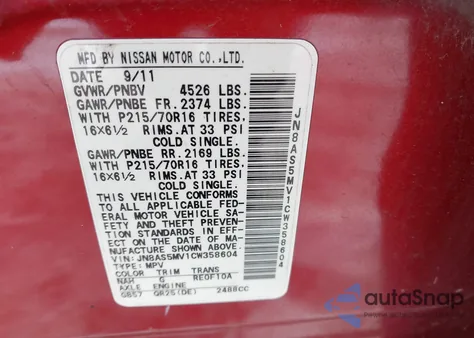 MFD BY NISSAN MOTOR CO.,LTD.
DATE 9/11
GVWR/PNBV 4526 LBS.
GAWR/PNBE FR. 2374 LBS.
WITH P215/70R16 TIRES
16X6½ RIMS. AT 33 PSI
COLD SINGLE.
GAWR/PNBE RR. 2169 LBS.
WITH P215/70R16 TIRES
16X6½ RIMS. AT 33 PSI
COLD SINGLE.
THIS VEHICLE CONFORMS
TO ALL APPLICABLE FED-
ERAL MOTOR VEHICLE SA-
FETY AND THEFT
STANDARDS IN EFFECT
ON THE DATE OF MA-
NUFACTURE SHOWN ABOVE.
VIN: JN8AS5MV1CW358604
TYPE: MPV
COLOR TRIM TRANS
NAH G RE0F10A
AXLE ENGINE
GB57 QR25(DE) 2488CC
JN8AS5MV1CW358604
autoSnap